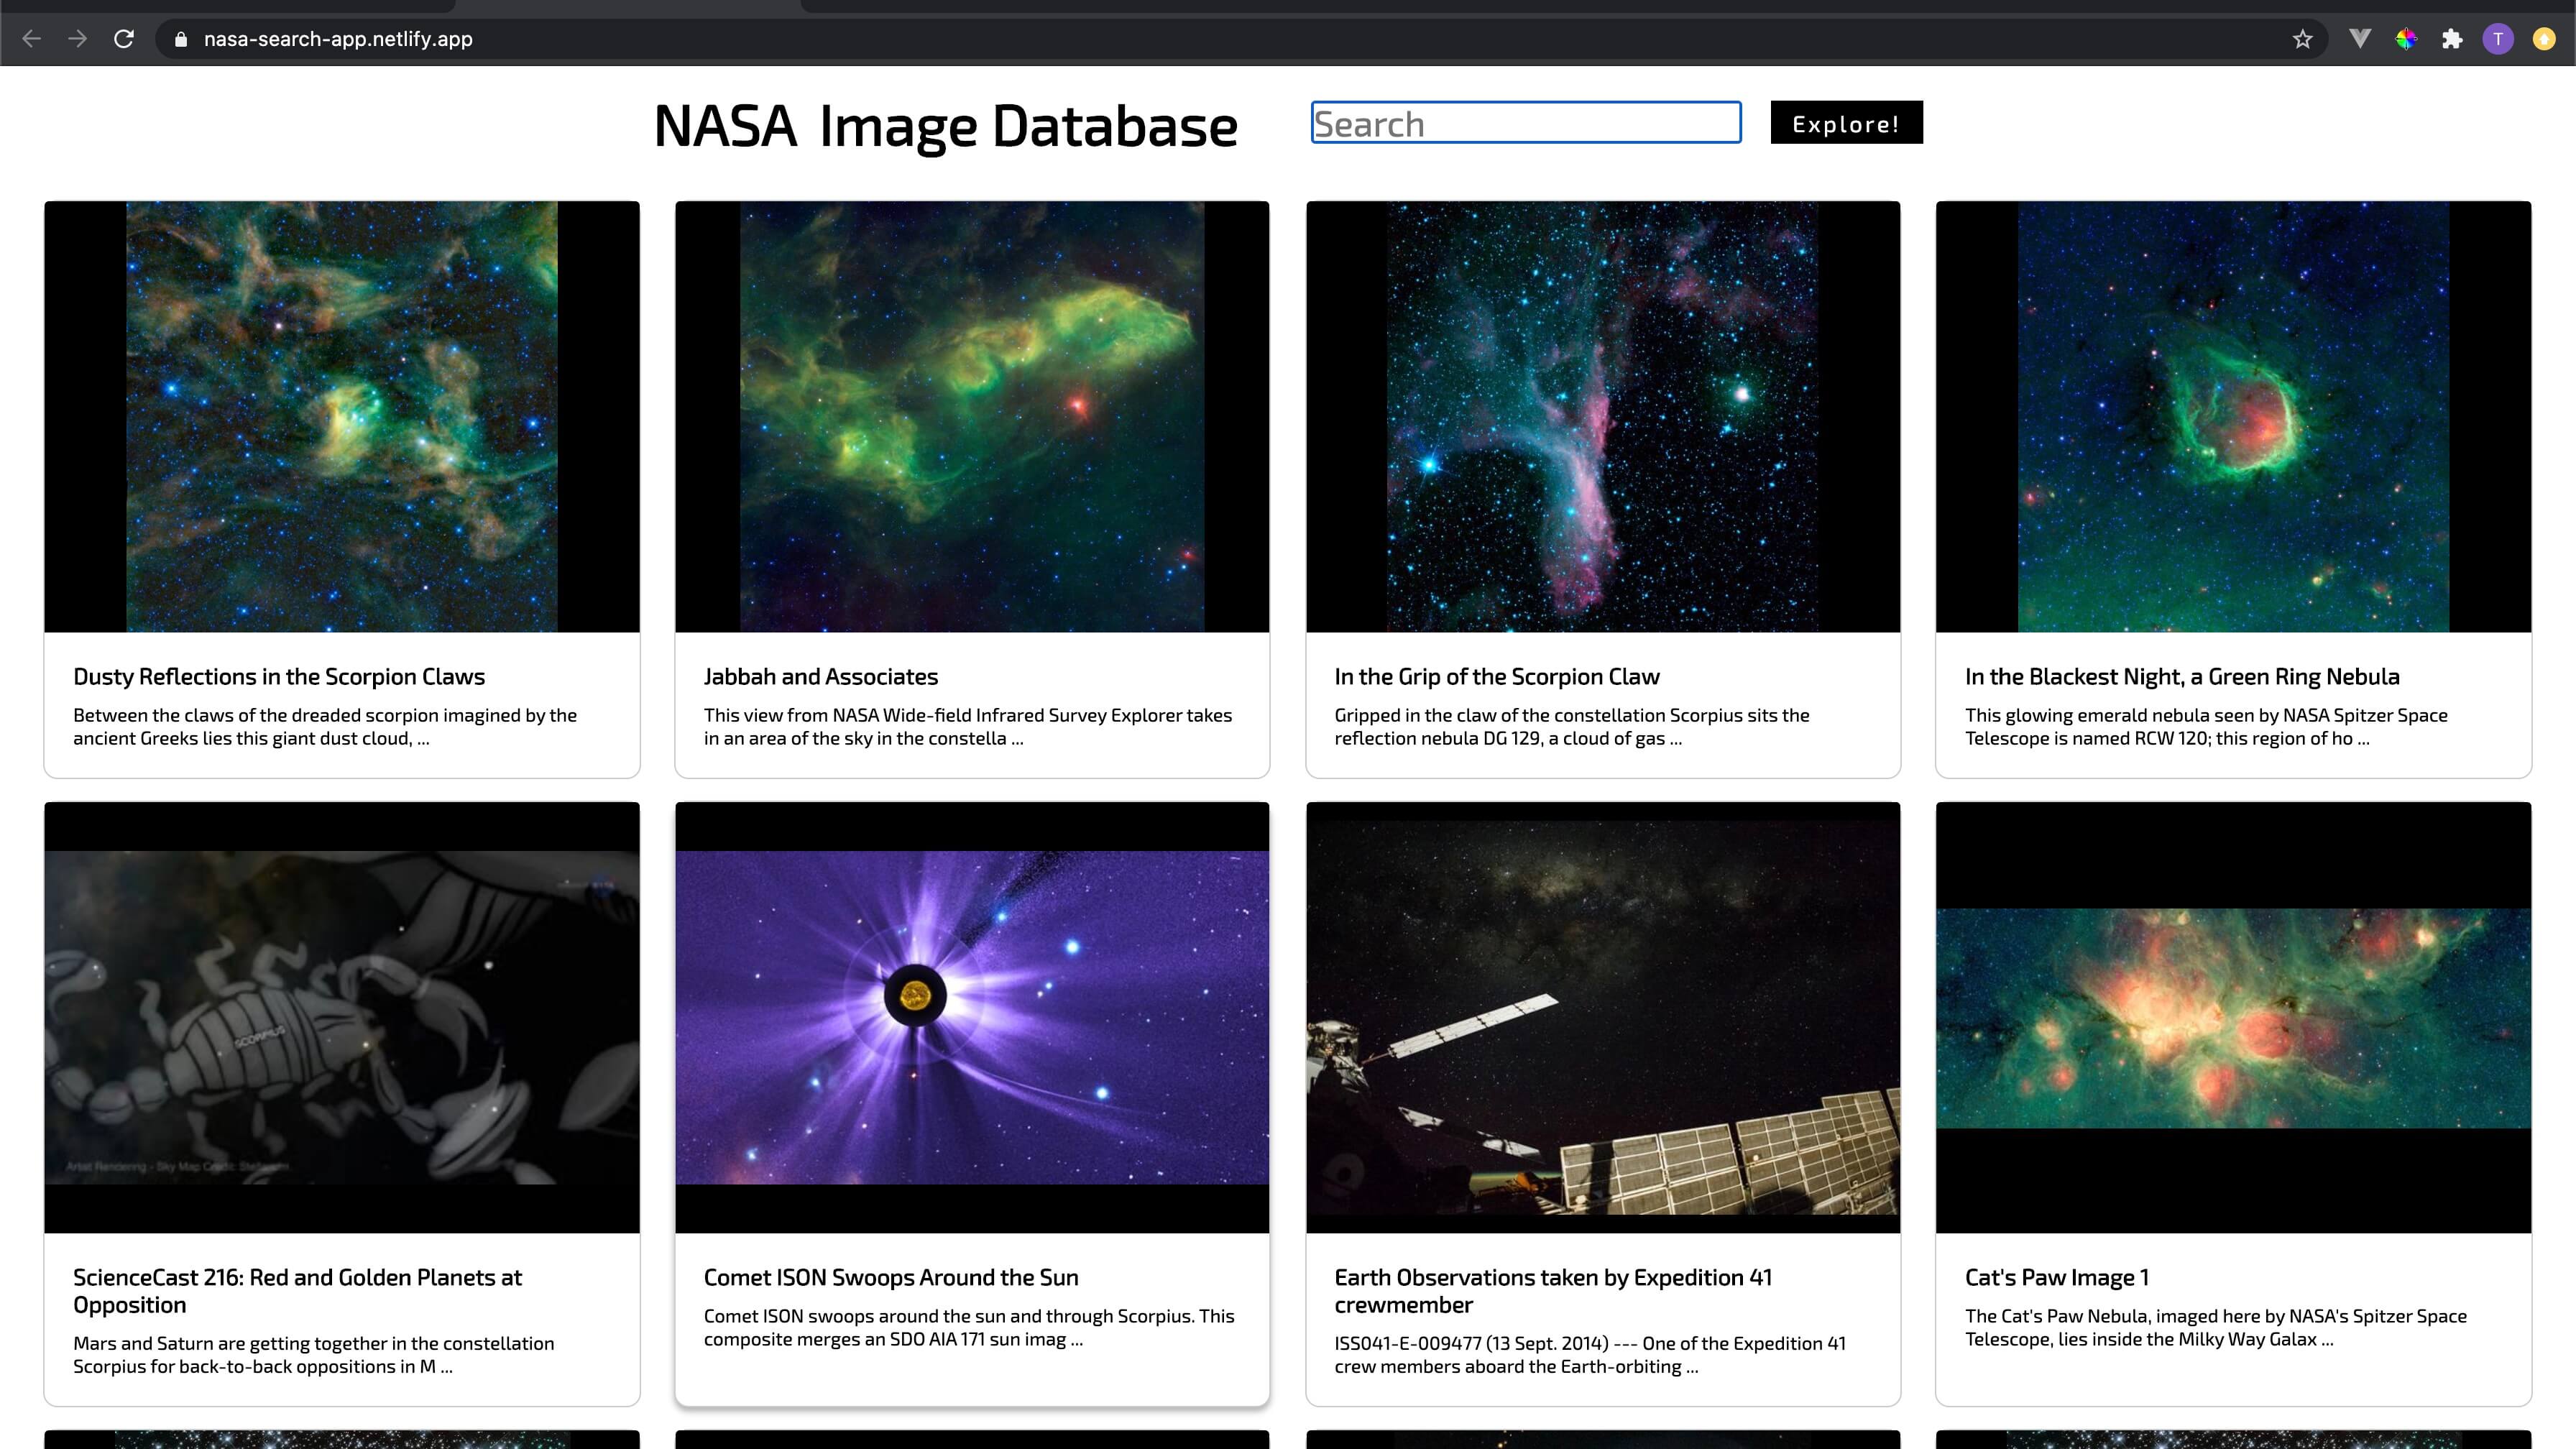 nasa-search-app.netlify.app
T
NASA Image Database
Search
Explore!
Dusty Reflections in the Scorpion Claws
Between the claws of the dreaded scorpion imagined by the
ancient Greeks lies this giant dust cloud, ...
Jabbah and Associates
This view from NASA Wide-field Infrared Survey Explorer takes
in an area of the sky in the constella ...
In the Grip of the Scorpion Claw
Gripped in the claw of the constellation Scorpius sits the
reflection nebula DG 129, a cloud of gas ...
In the Blackest Night, a Green Ring Nebula
This glowing emerald nebula seen by NASA Spitzer Space
Telescope is named RCW 120; this region of ho ...
SCORPIUS
Artist Rendering - Sky Map Credit: Stellarium
ScienceCast 216: Red and Golden Planets at
Opposition
Mars and Saturn are getting together in the constellation
Scorpius for back-to-back oppositions in M ...
Comet ISON Swoops Around the Sun
Comet ISON swoops around the sun and through Scorpius. This
composite merges an SDO AIA 171 sun imag ...
Earth Observations taken by Expedition 41
crewmember
ISS041-E-009477 (13 Sept. 2014) --- One of the Expedition 41
crew members aboard the Earth-orbiting ...
Cat's Paw Image 1
The Cat's Paw Nebula, imaged here by NASA's Spitzer Space
Telescope, lies inside the Milky Way Galax ...